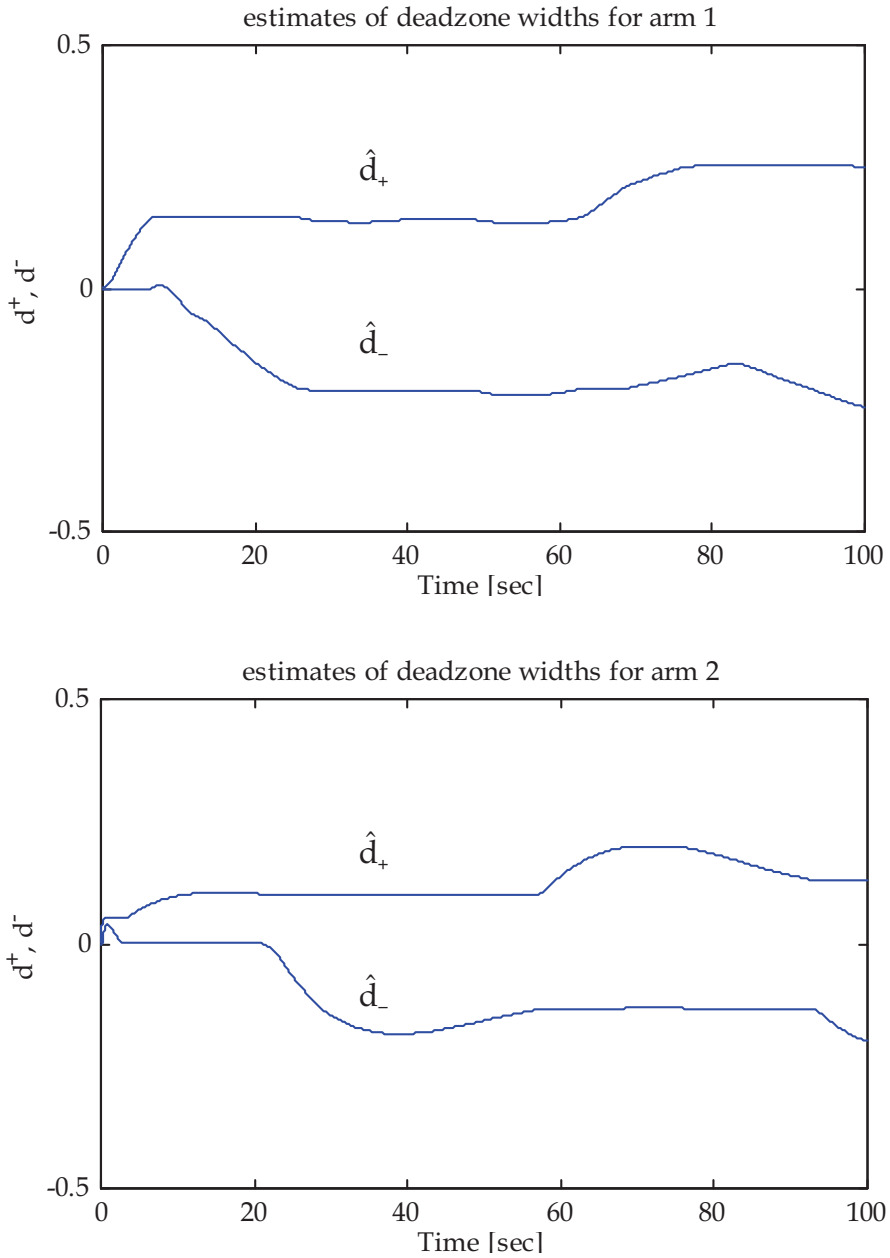 estimates of deadzone widths for arm 1
0.5
d̂₊
d⁺, d⁻
0
d̂₋
-0.5
0 20 40 60 80 100
Time [sec]
estimates of deadzone widths for arm 2
0.5
d̂₊
d⁺, d⁻
0
d̂₋
-0.5
0 20 40 60 80 100
Time [sec]